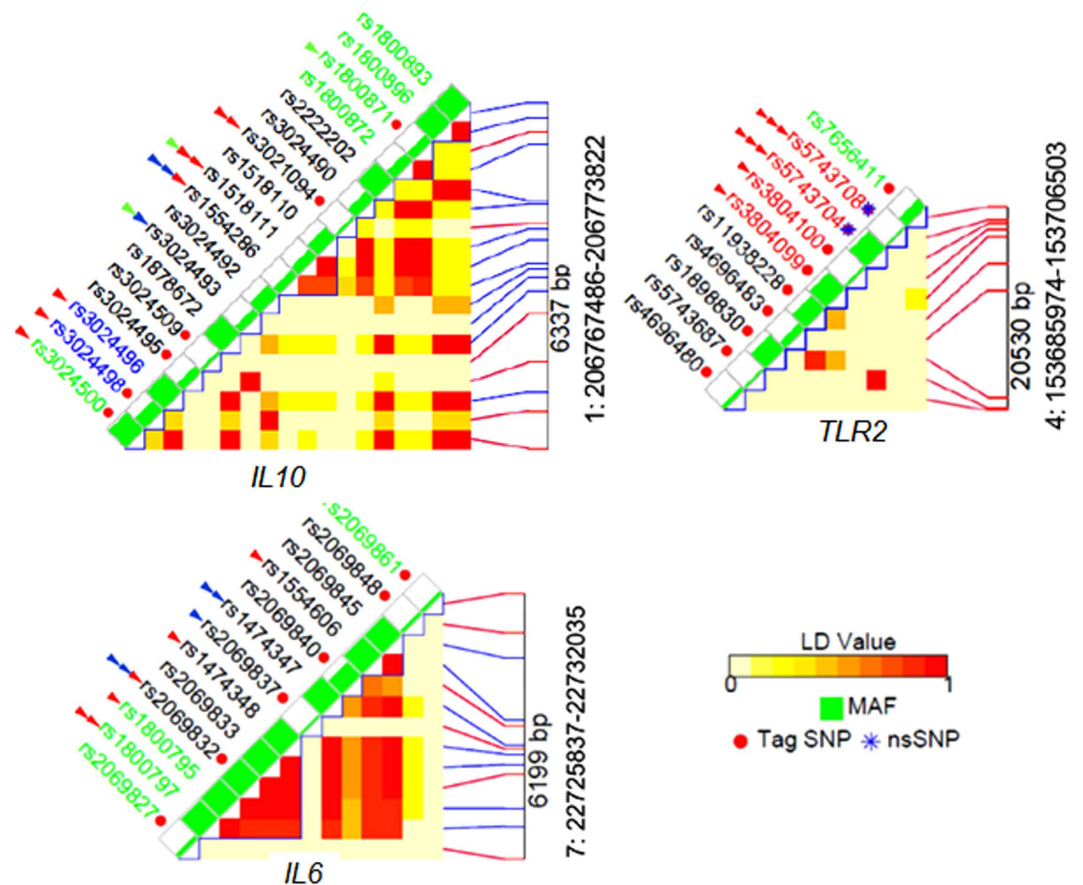 rs1800893
rs1800896
rs1800871
rs1800872
rs2222202
rs3024490
rs3021094
rs1518110
rs1518111
rs1554286
rs3024492
rs3024493
rs1878672
rs3024509
rs3024495
rs3024496
rs3024498
rs3024500
6337 bp
1: 206767486-206773822
IL10
rs7656411
rs5743708
rs5743704
rs3804100
rs3804099
rs11938228
rs4696483
rs1898830
rs5743687
rs4696480
20530 bp
4: 153685974-153706503
TLR2
rs2069861
rs2069848
rs2069845
rs1554606
rs2069840
rs1474347
rs2069837
rs1474348
rs2069833
rs2069832
rs1800795
rs1800797
rs2069827
6199 bp
7: 22725837-22732035
IL6
LD Value
0 1
MAF
Tag SNP nsSNP